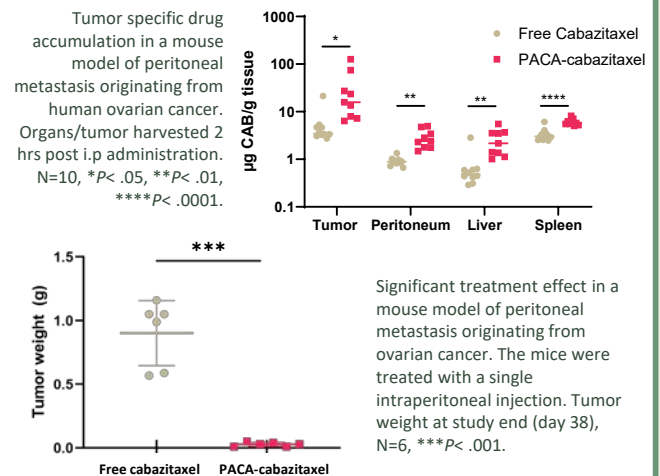 Tumor specific drug
accumulation in a mouse
model of peritoneal
metastasis originating from
human ovarian cancer.
Organs/tumor harvested 2
hrs post i.p administration.
N=10, *P< .05, **P< .01,
****P< .0001.
µg CAB/g tissue
1000
100
10
1
0.1
*
**
**
****
Free Cabazitaxel
PACA-cabazitaxel
Tumor Peritoneum Liver Spleen
Tumor weight (g)
1.5
1.0
0.5
0.0
***
Free cabazitaxel PACA-cabazitaxel
Significant treatment effect in a
mouse model of peritoneal
metastasis originating from
ovarian cancer. The mice were
treated with a single
intraperitoneal injection. Tumor
weight at study end (day 38),
N=6, ***P< .001.